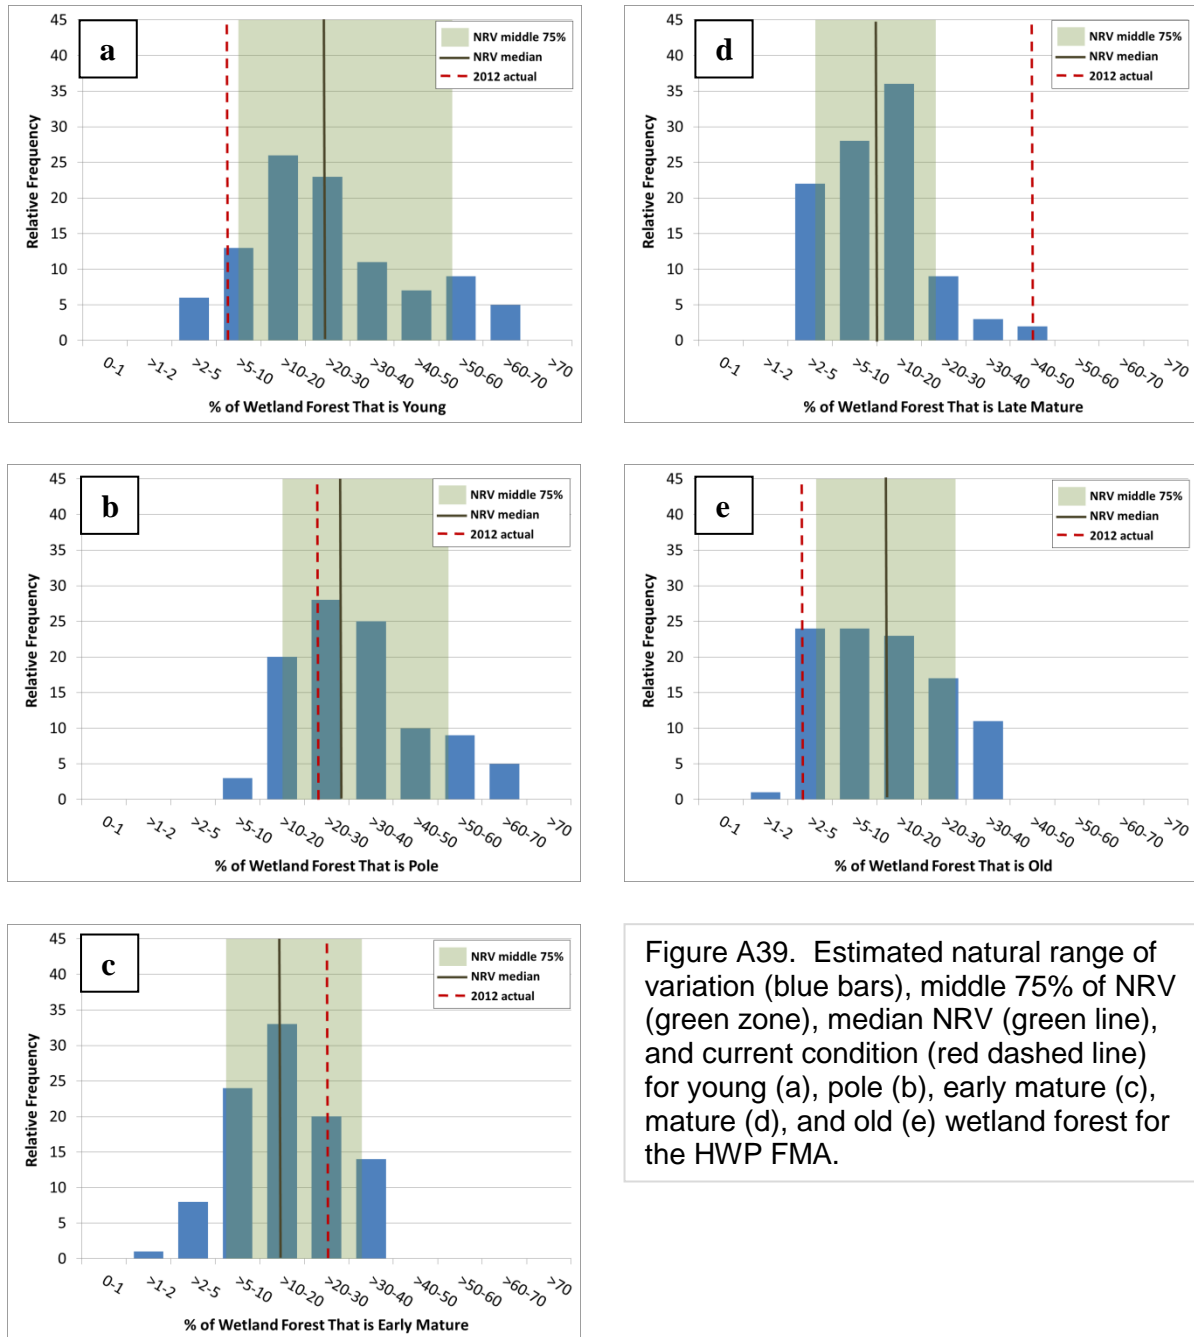 a
45
40
35
30
25
20
15
10
5
0
Relative Frequency
NRV middle 75%
NRV median
2012 actual
0-1 >1-2 >2-5 >5-10 >10-20 >20-30 >30-40 >40-50 >50-60 >60-70 >70
% of Wetland Forest That is Young
d
45
40
35
30
25
20
15
10
5
0
Relative Frequency
NRV middle 75%
NRV median
2012 actual
0-1 >1-2 >2-5 >5-10 >10-20 >20-30 >30-40 >40-50 >50-60 >60-70 >70
% of Wetland Forest That is Late Mature
b
45
40
35
30
25
20
15
10
5
0
Relative Frequency
NRV middle 75%
NRV median
2012 actual
0-1 >1-2 >2-5 >5-10 >10-20 >20-30 >30-40 >40-50 >50-60 >60-70 >70
% of Wetland Forest That is Pole
e
45
40
35
30
25
20
15
10
5
0
Relative Frequency
NRV middle 75%
NRV median
2012 actual
0-1 >1-2 >2-5 >5-10 >10-20 >20-30 >30-40 >40-50 >50-60 >60-70 >70
% of Wetland Forest That is Old
c
45
40
35
30
25
20
15
10
5
0
Relative Frequency
NRV middle 75%
NRV median
2012 actual
0-1 >1-2 >2-5 >5-10 >10-20 >20-30 >30-40 >40-50 >50-60 >60-70 >70
% of Wetland Forest That is Early Mature
Figure A39. Estimated natural range of
variation (blue bars), middle 75% of NRV
(green zone), median NRV (green line),
and current condition (red dashed line)
for young (a), pole (b), early mature (c),
mature (d), and old (e) wetland forest for
the HWP FMA.